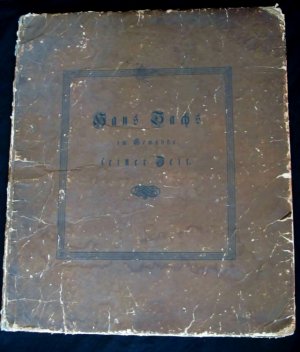 Hans Sachs
im Gewande
seiner Zeit.